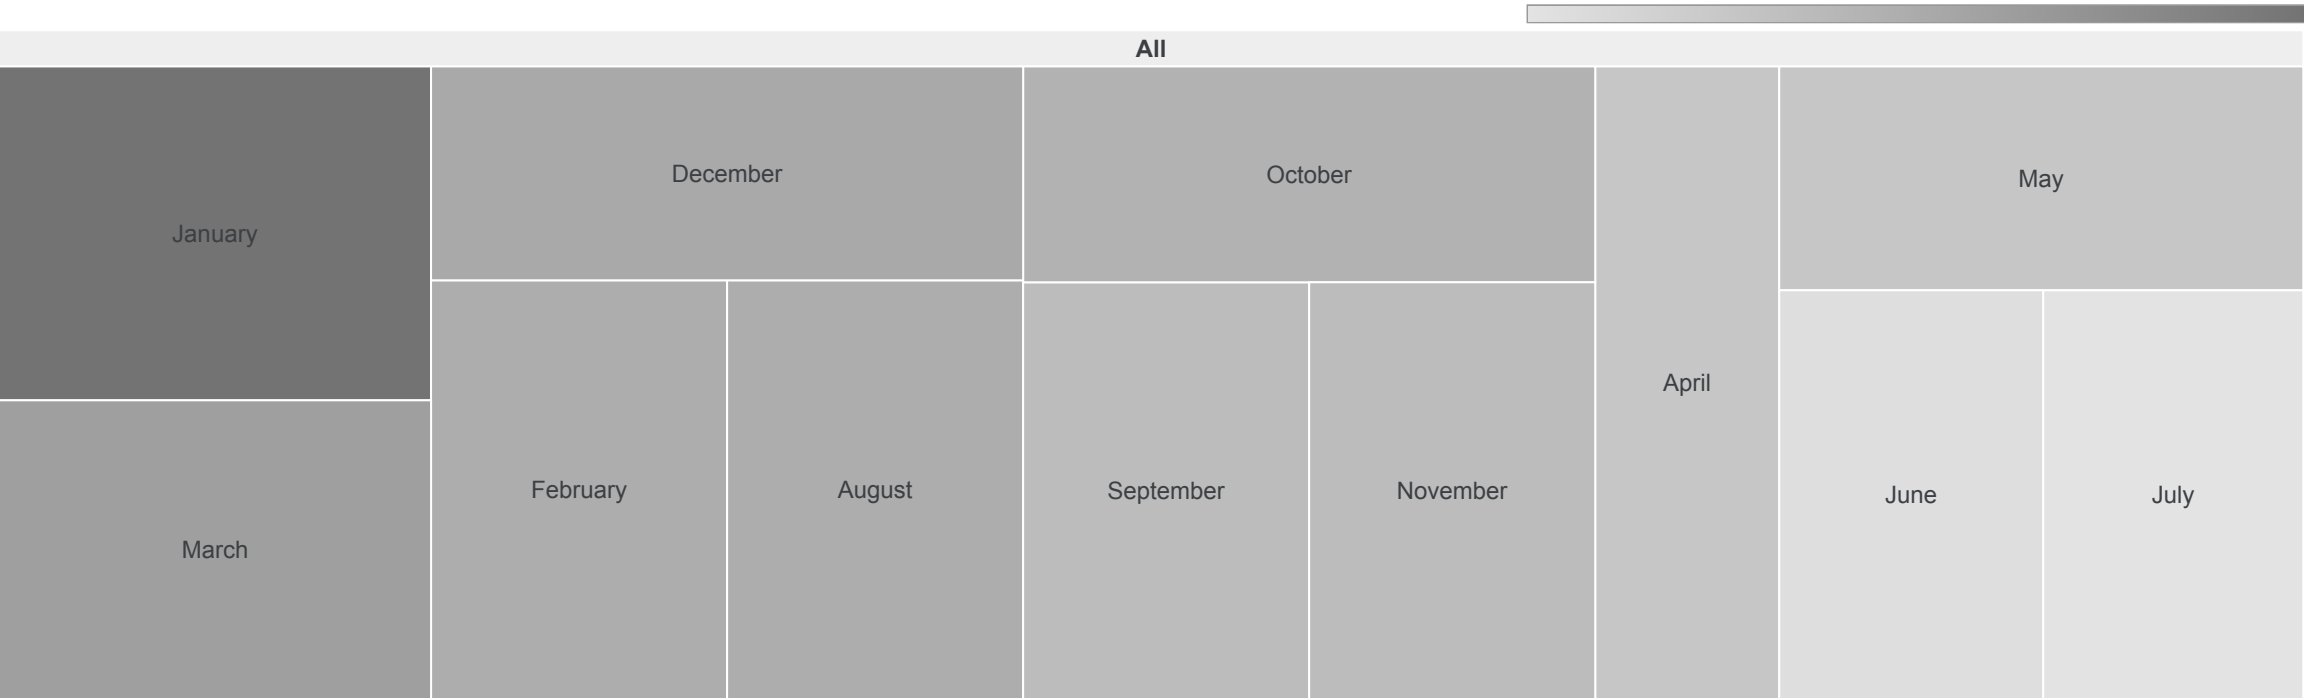 All
January
December
October
April
May
March
February
August
September
November
June
July